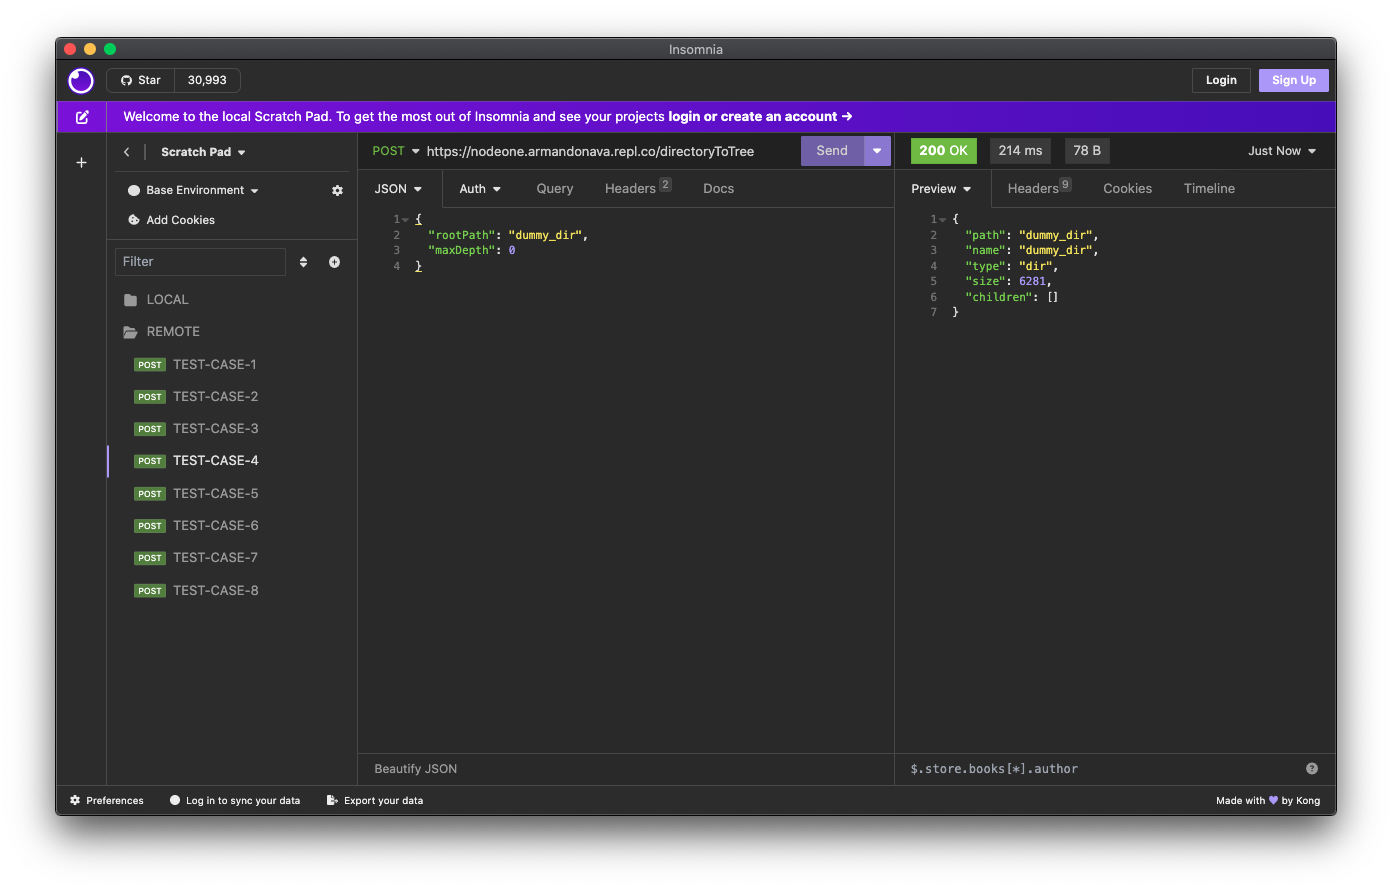 Insomnia
Star 30,993
Login Sign Up
Welcome to the local Scratch Pad. To get the most out of Insomnia and see your projects login or create an account →
Scratch Pad
Base Environment
Add Cookies
Filter
LOCAL
REMOTE
POST TEST-CASE-1
POST TEST-CASE-2
POST TEST-CASE-3
POST TEST-CASE-4
POST TEST-CASE-5
POST TEST-CASE-6
POST TEST-CASE-7
POST TEST-CASE-8
POST https://nodeone.armandonava.repl.co/directoryToTree Send
JSON Auth Query Headers 2 Docs
1 {
2 "rootPath": "dummy_dir",
3 "maxDepth": 0
4 }
Beautify JSON
200 OK 214 ms 78 B Just Now
Preview Headers 9 Cookies Timeline
1 {
2 "path": "dummy_dir",
3 "name": "dummy_dir",
4 "type": "dir",
5 "size": 6281,
6 "children": []
7 }
$.store.books[*].author ?
Preferences Log in to sync your data Export your data Made with 💜 by Kong